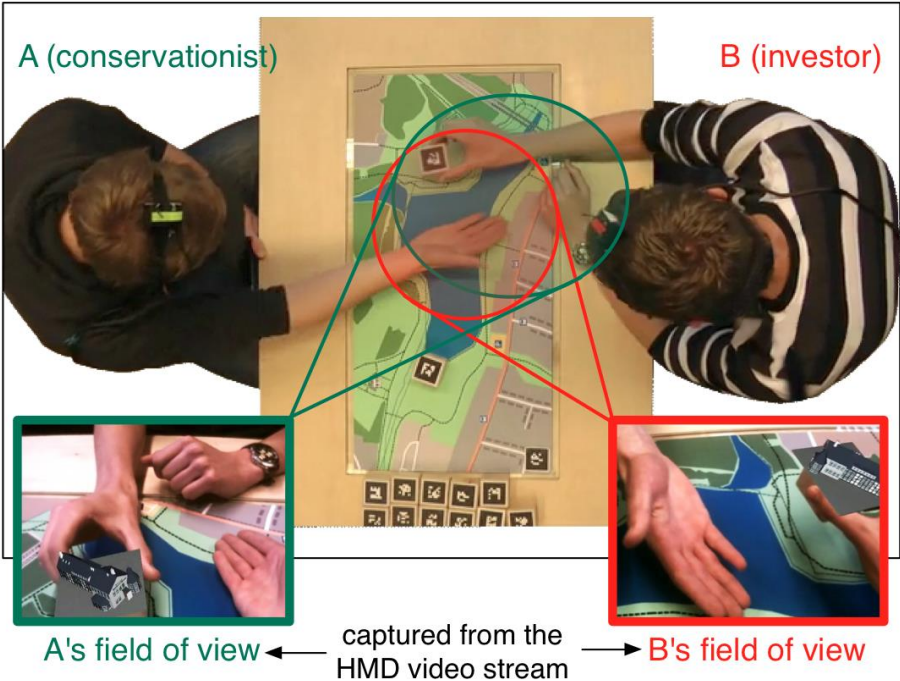 A (conservationist)
B (investor)
A's field of view
captured from the
HMD video stream
B's field of view